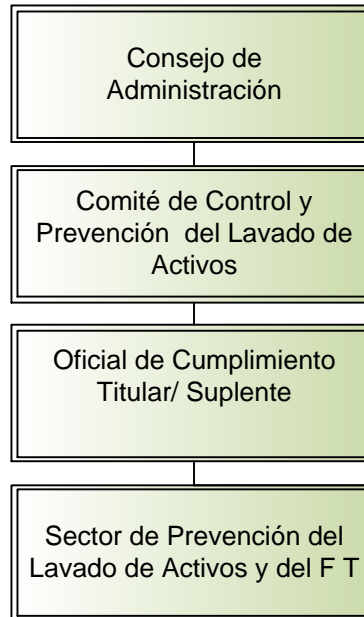 Consejo de
Administración
Comité de Control y
Prevención del Lavado de
Activos
Oficial de Cumplimiento
Titular/ Suplente
Sector de Prevención del
Lavado de Activos y del F T